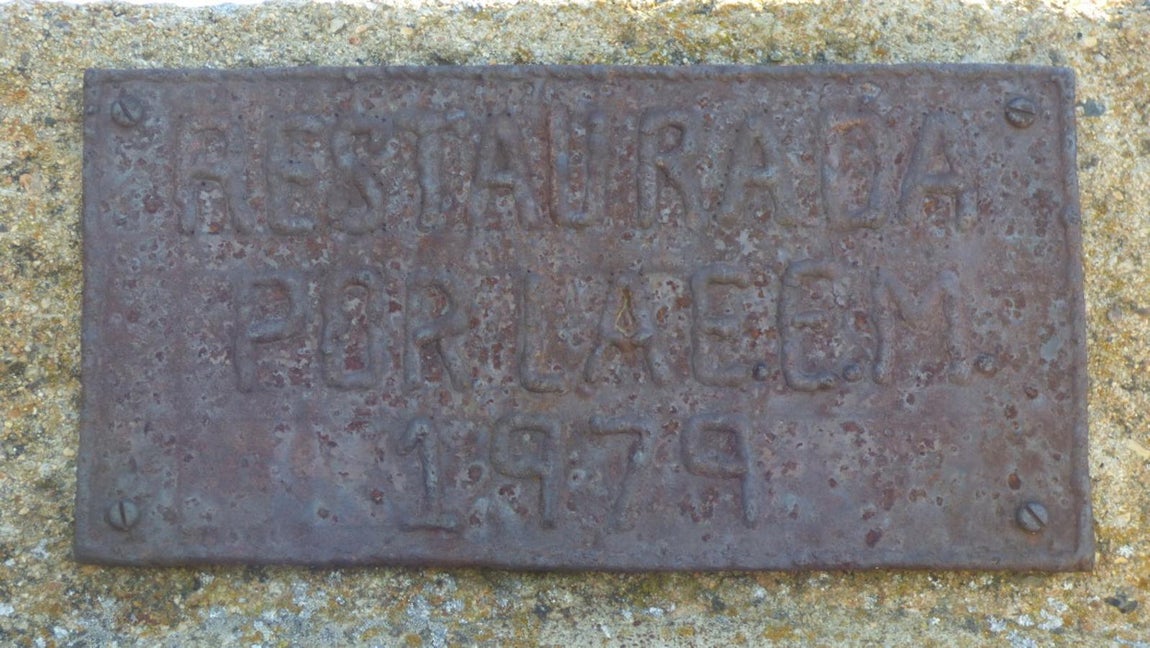 RESTAURADA
POR LA E.E.M.
1979